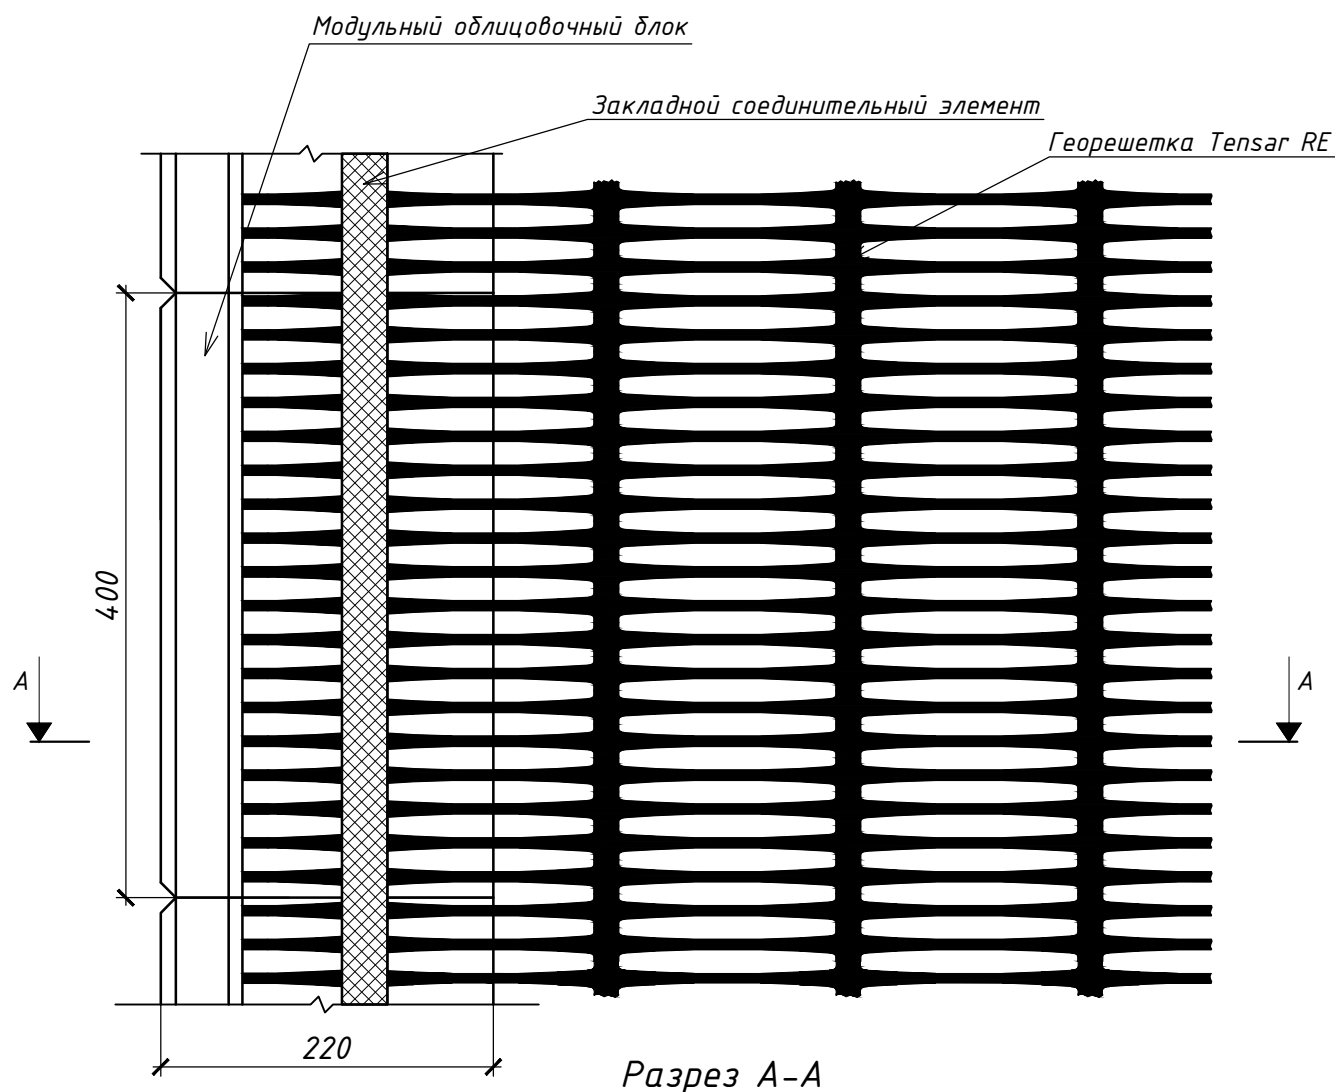 Модульный облицовочный блок
Закладной соединительный элемент
Георешетка Tensar RE
400
А
А
220
Разрез А-А